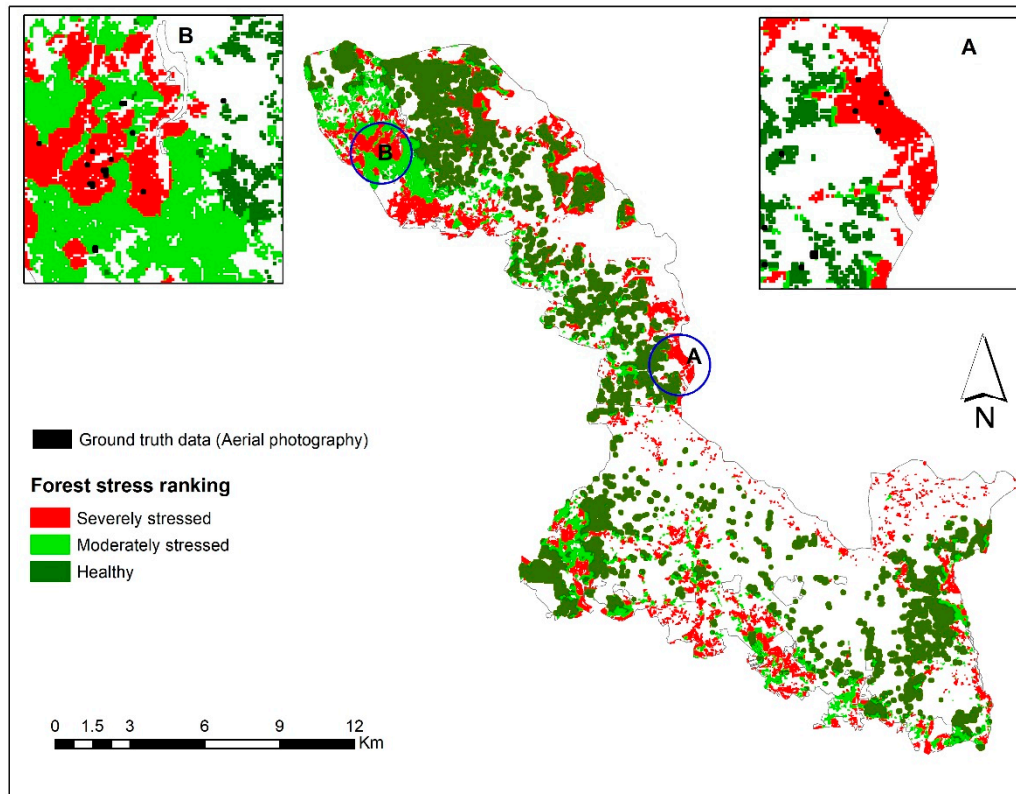 B
A
B
A
N
Ground truth data (Aerial photography)
Forest stress ranking
Severely stressed
Moderately stressed
Healthy
0 1.5 3 6 9 12
Km